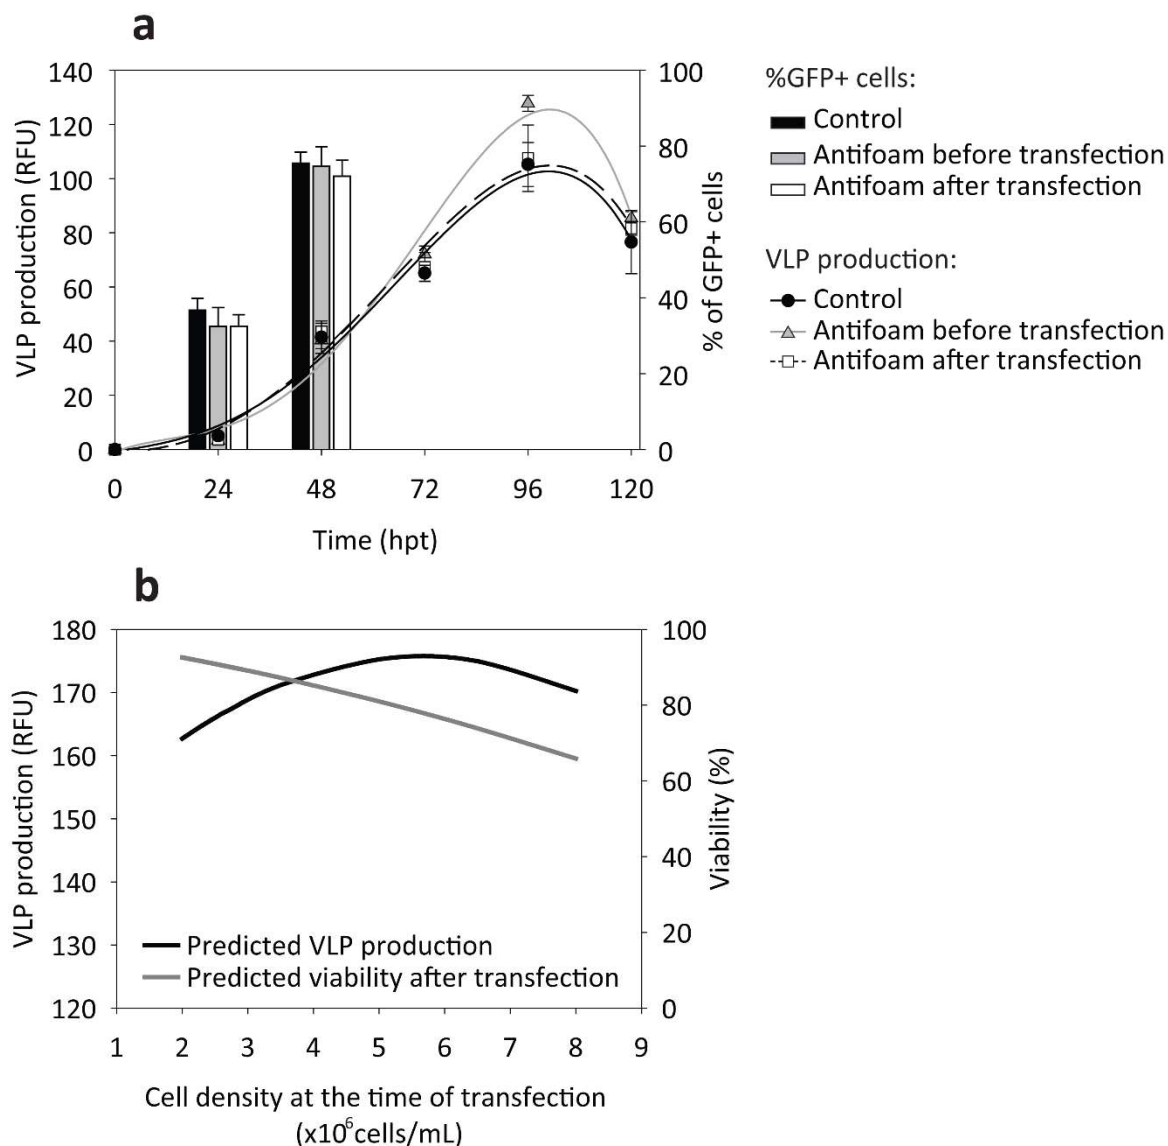 a
140
120
100
80
60
40
20
0
VLP production (RFU)
100
80
60
40
20
0
% of GFP+ cells
0 24 48 72 96 120
Time (hpt)
%GFP+ cells:
Control
Antifoam before transfection
Antifoam after transfection
VLP production:
Control
Antifoam before transfection
Antifoam after transfection
b
180
170
160
150
140
130
120
VLP production (RFU)
100
80
60
40
20
0
Viability (%)
Predicted VLP production
Predicted viability after transfection
1 2 3 4 5 6 7 8 9
Cell density at the time of transfection
(x10⁶cells/mL)